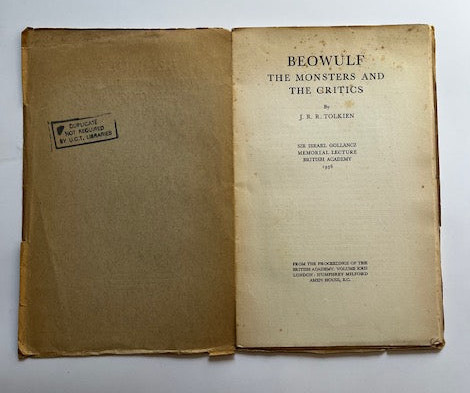 DUPLICATE
NOT REQUIRED
BY U.C.T. LIBRARIES
BEOWULF
THE MONSTERS AND
THE CRITICS
By
J. R. R. TOLKIEN
SIR ISRAEL GOLLANCZ
MEMORIAL LECTURE
BRITISH ACADEMY
1936
FROM THE PROCEEDINGS OF THE
BRITISH ACADEMY. VOLUME XXII
LONDON : HUMPHREY MILFORD
AMEN HOUSE, E.C.